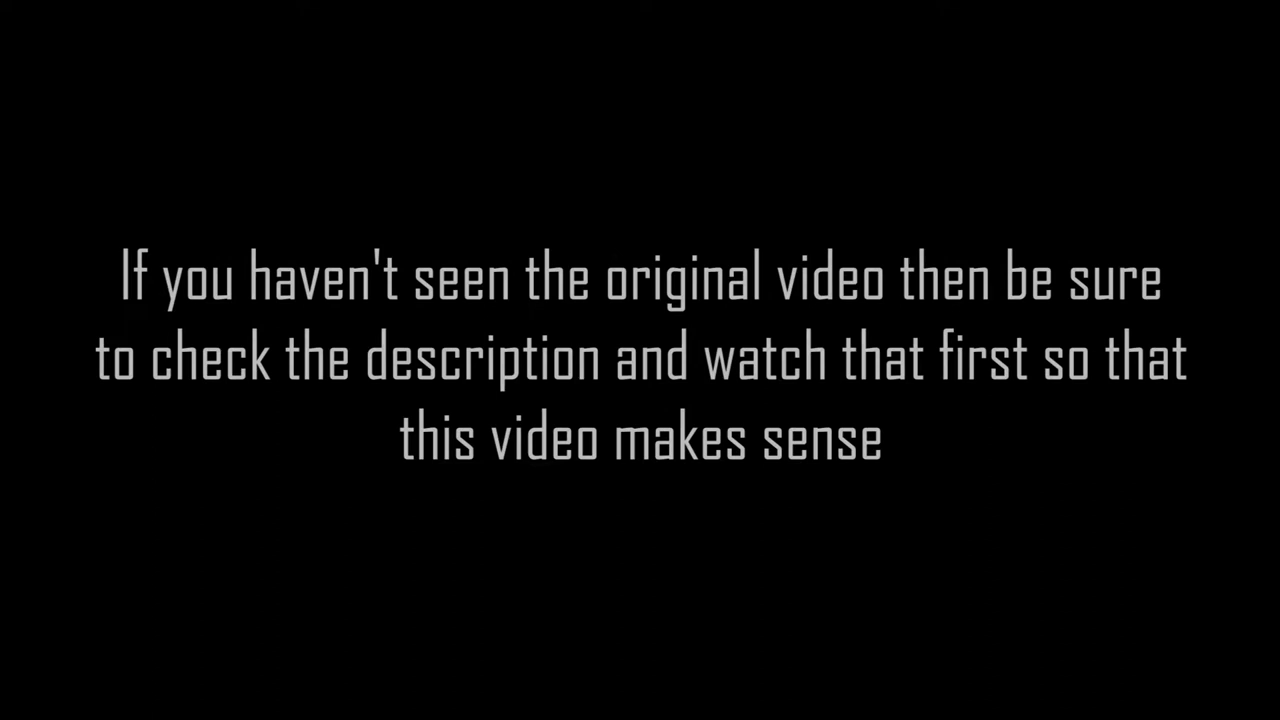 If you haven't seen the original video then be sure
to check the description and watch that first so that
this video makes sense